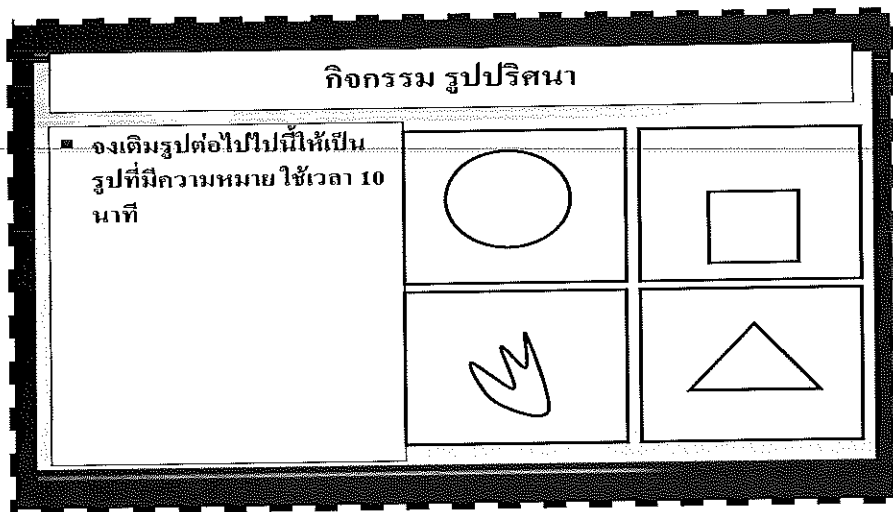 กิจกรรม รูปปริศนา
จงเติมรูปต่อไปไปนี้ให้เป็น
รูปที่มีความหมาย ใช้เวลา 10
นาที